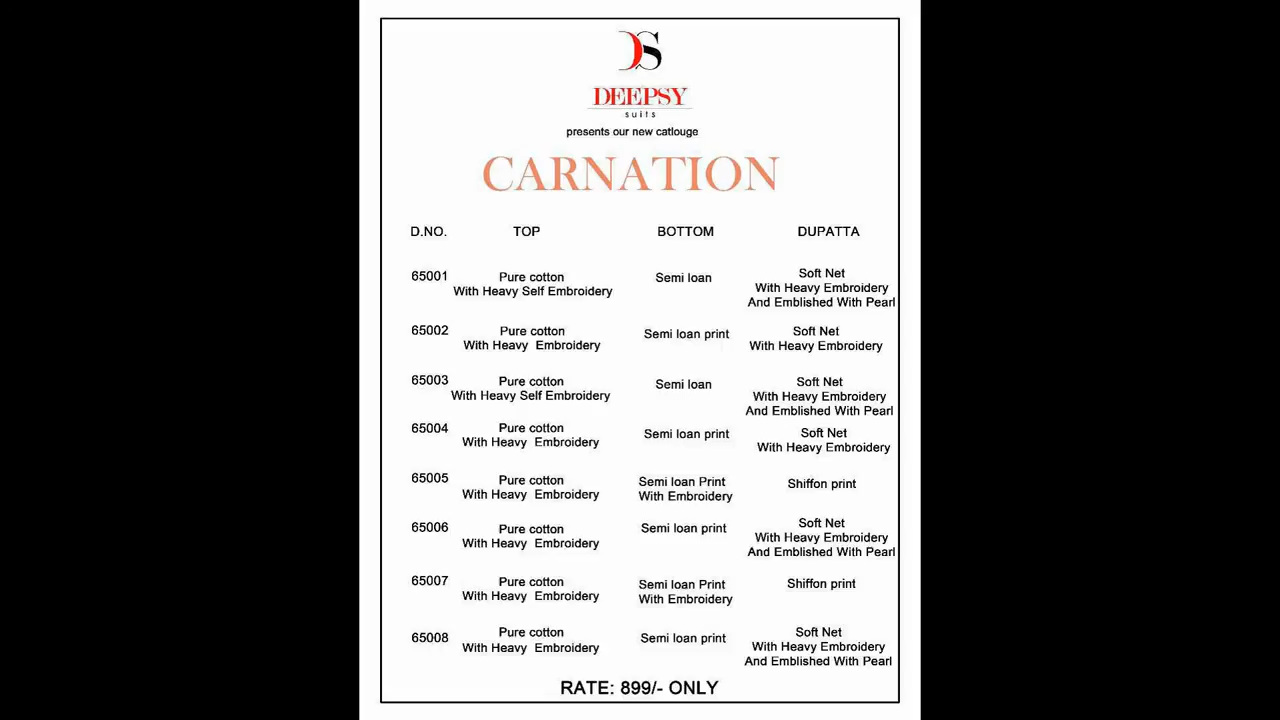 DS
DEEPSY
suits
presents our new catlouge
CARNATION
D.NO. TOP BOTTOM DUPATTA
65001 Pure cotton Semi loan Soft Net
With Heavy Self Embroidery With Heavy Embroidery
And Emblished With Pearl
65002 Pure cotton Semi loan print Soft Net
With Heavy Embroidery With Heavy Embroidery
65003 Pure cotton Semi loan Soft Net
With Heavy Self Embroidery With Heavy Embroidery
And Emblished With Pearl
65004 Pure cotton Semi loan print Soft Net
With Heavy Embroidery With Heavy Embroidery
65005 Pure cotton Semi loan Print Shiffon print
With Heavy Embroidery With Embroidery
65006 Pure cotton Semi loan print Soft Net
With Heavy Embroidery With Heavy Embroidery
And Emblished With Pearl
65007 Pure cotton Semi loan Print Shiffon print
With Heavy Embroidery With Embroidery
65008 Pure cotton Semi loan print Soft Net
With Heavy Embroidery With Heavy Embroidery
And Emblished With Pearl
RATE: 899/- ONLY